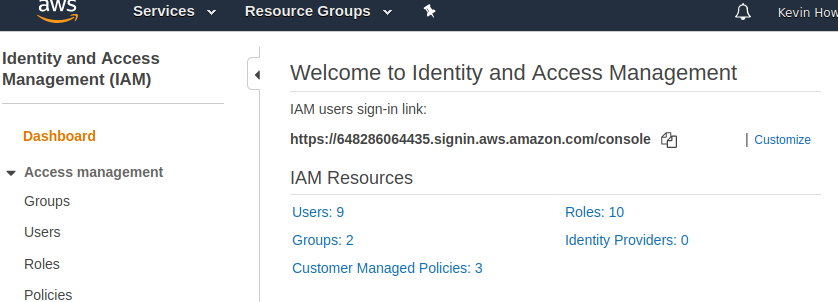 aws
Services
Resource Groups
Kevin How
Identity and Access
Management (IAM)
Dashboard
Access management
Groups
Users
Roles
Policies
Welcome to Identity and Access Management
IAM users sign-in link:
https://648286064435.signin.aws.amazon.com/console
Customize
IAM Resources
Users: 9
Roles: 10
Groups: 2
Identity Providers: 0
Customer Managed Policies: 3